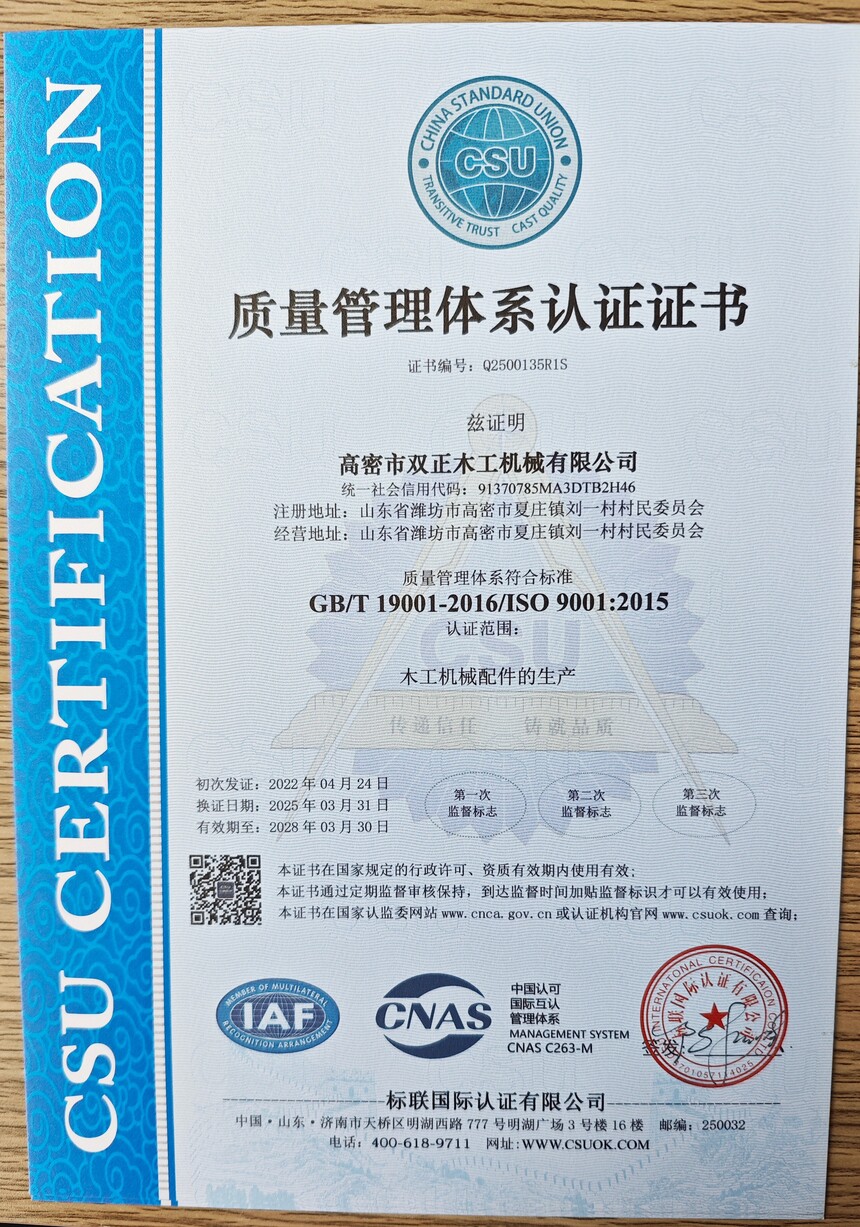 CSU CERTIFICATION
CHINA STANDARD UNION
CSU
TRANSITIVE TRUST CAST QUALITY
质量管理体系认证证书
证书编号：Q2500135R1S
兹证明
高密市双正木工机械有限公司
统一社会信用代码：91370785MA3DTB2H46
注册地址：山东省潍坊市高密市夏庄镇刘一村村民委员会
经营地址：山东省潍坊市高密市夏庄镇刘一村村民委员会
质量管理体系符合标准
GB/T 19001-2016/ISO 9001:2015
认证范围：
CSU
木工机械配件的生产
传递信任 铸就品质
初次发证：2022 年 04 月 24 日
换证日期：2025 年 03 月 31 日
有效期至：2028 年 03 月 30 日
第一次
监督标志
第二次
监督标志
第三次
监督标志
本证书在国家规定的行政许可、资质有效期内使用有效；
本证书通过定期监督审核保持，到达监督时间加贴监督标识才可以有效使用；
本证书在国家认监委网站 www.cnca.gov.cn 或认证机构官网 www.csuok.com 查询；
MEMBER OF MULTILATERAL
IAF
RECOGNITION ARRANGEMENT
CNAS
中国认可
国际互认
管理体系
MANAGEMENT SYSTEM
CNAS C263-M
INTERNATIONAL CERTIFICAION CO.,LTD
标联国际认证有限公司
签发:
标联国际认证有限公司
中国·山东·济南市天桥区明湖西路 777 号明湖广场 3 号楼 16 楼 邮编：250032
电话：400-618-9711 网址:WWW.CSUOK.COM